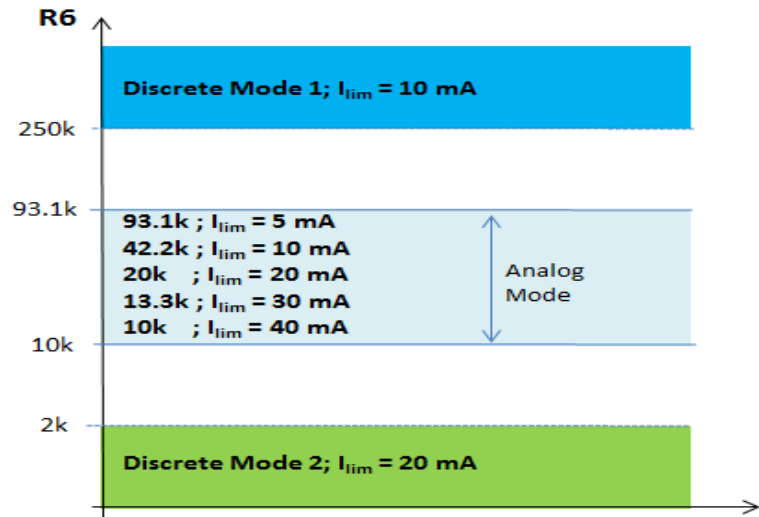 R6
Discrete Mode 1; Ilim = 10 mA
250k
93.1k
93.1k ; Ilim = 5 mA
42.2k ; Ilim = 10 mA
20k ; Ilim = 20 mA
13.3k ; Ilim = 30 mA
10k ; Ilim = 40 mA
Analog
Mode
10k
2k
Discrete Mode 2; Ilim = 20 mA